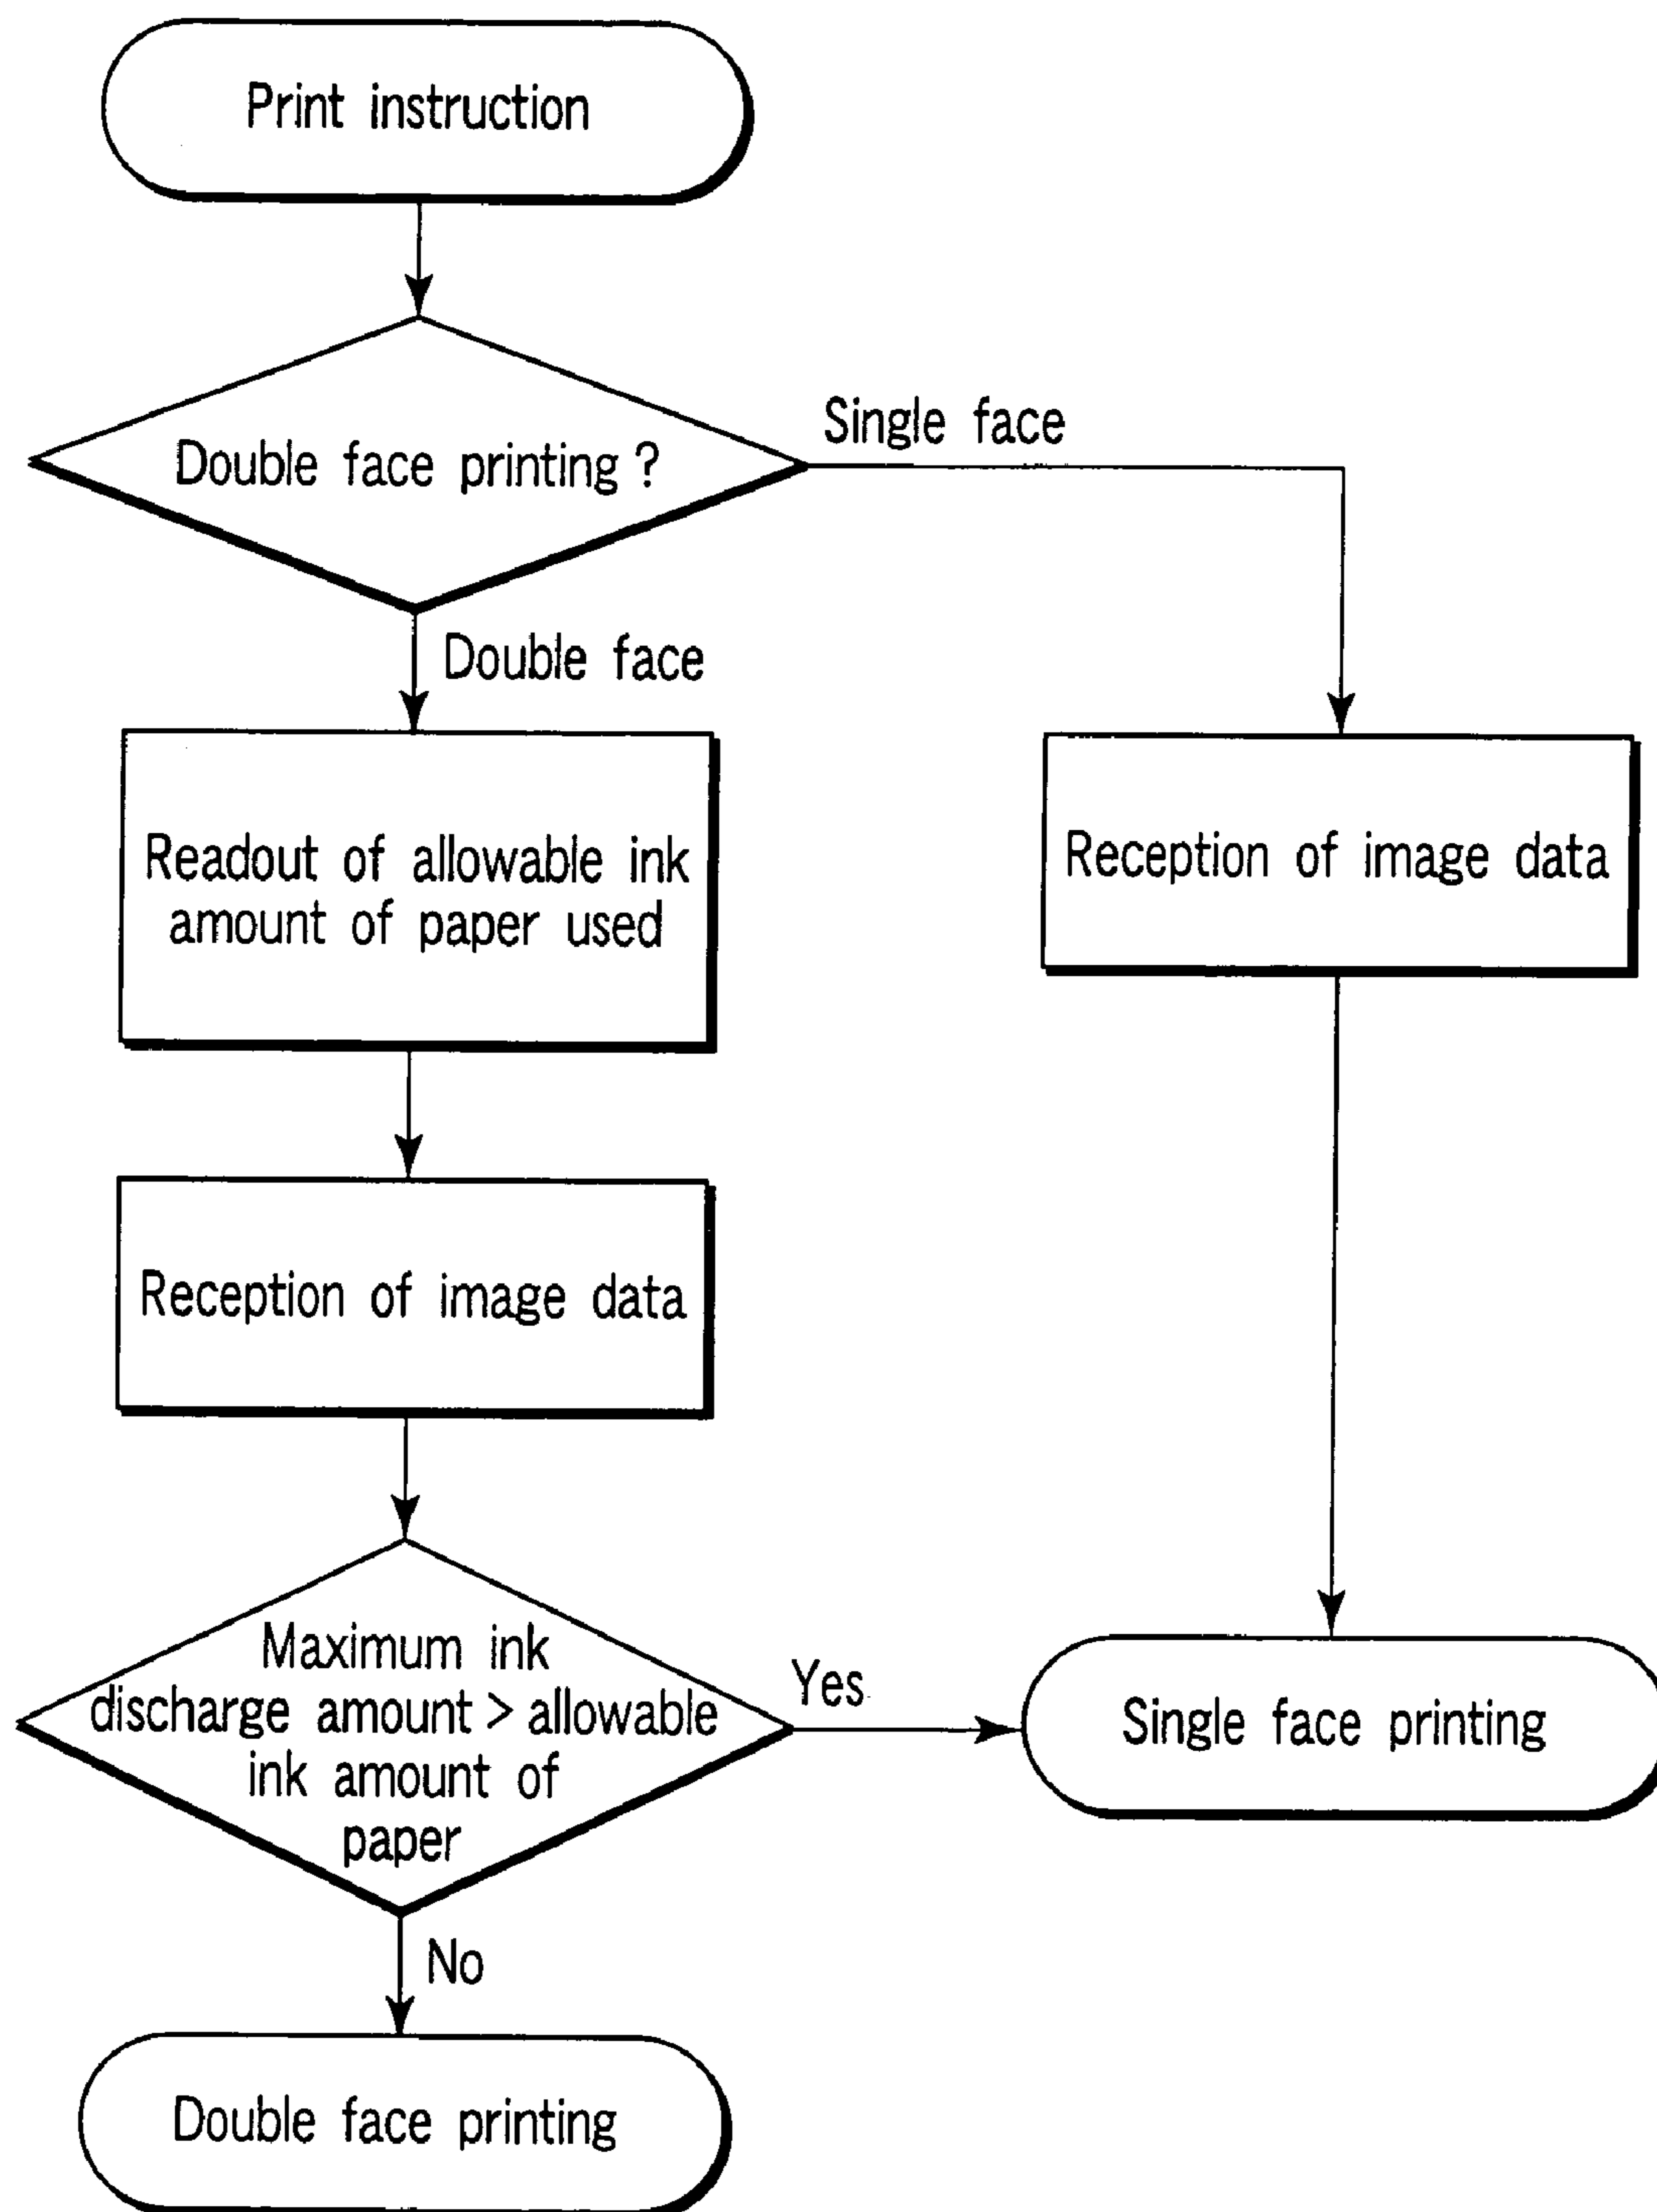 Print instruction
Double face printing ?
Single face
Double face
Readout of allowable ink
amount of paper used
Reception of image data
Reception of image data
Maximum ink
discharge amount > allowable
ink amount of
paper
Yes
Single face printing
No
Double face printing